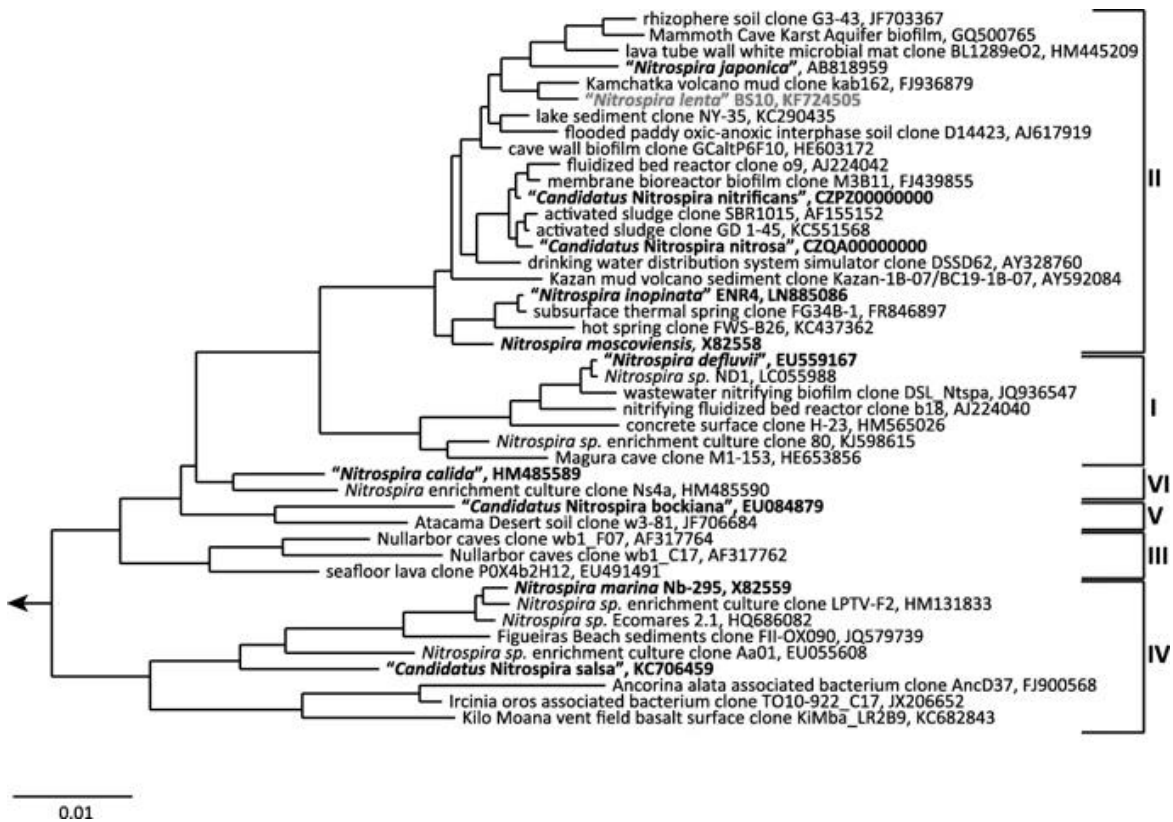 rhizophere soil clone G3-43, JF703367
Mammoth Cave Karst Aquifer biofilm, GQ500765
lava tube wall white microbial mat clone BL1289eO2, HM445209
"Nitrospira japonica", AB818959
Kamchatka volcano mud clone kab162, FJ936879
"Nitrospira lenta" BS10, KF724505
lake sediment clone NY-35, KC290435
flooded paddy oxic-anoxic interphase soil clone D14423, AJ617919
cave wall biofilm clone GCaltP6F10, HE603172
fluidized bed reactor clone o9, AJ224042
membrane bioreactor biofilm clone M3B11, FJ439855
II
"Candidatus Nitrospira nitrificans", CZPZ00000000
activated sludge clone SBR1015, AF155152
activated sludge clone GD 1-45, KC551568
"Candidatus Nitrospira nitrosa", CZQA00000000
drinking water distribution system simulator clone DSSD62, AY328760
Kazan mud volcano sediment clone Kazan-1B-07/BC19-1B-07, AY592084
"Nitrospira inopinata" ENR4, LN885086
subsurface thermal spring clone FG34B-1, FR846897
hot spring clone FWS-B26, KC437362
Nitrospira moscoviensis, X82558
"Nitrospira defluvii", EU559167
Nitrospira sp. ND1, LC055988
wastewater nitrifying biofilm clone DSL_Ntspa, JQ936547
nitrifying fluidized bed reactor clone b18, AJ224040
I
concrete surface clone H-23, HM565026
Nitrospira sp. enrichment culture clone 80, KJ598615
Magura cave clone M1-153, HE653856
"Nitrospira calida", HM485589
VI
Nitrospira enrichment culture clone Ns4a, HM485590
"Candidatus Nitrospira bockiana", EU084879
V
Atacama Desert soil clone w3-81, JF706684
Nullarbor caves clone wb1_F07, AF317764
Nullarbor caves clone wb1_C17, AF317762
III
seafloor lava clone P0X4b2H12, EU491491
Nitrospira marina Nb-295, X82559
Nitrospira sp. enrichment culture clone LPTV-F2, HM131833
Nitrospira sp. Ecomares 2.1, HQ686082
Figueiras Beach sediments clone FII-OX090, JQ579739
Nitrospira sp. enrichment culture clone Aa01, EU055608
IV
"Candidatus Nitrospira salsa", KC706459
Ancorina alata associated bacterium clone AncD37, FJ900568
Ircinia oros associated bacterium clone TO10-922_C17, JX206652
Kilo Moana vent field basalt surface clone KiMba_LR2B9, KC682843
0.01